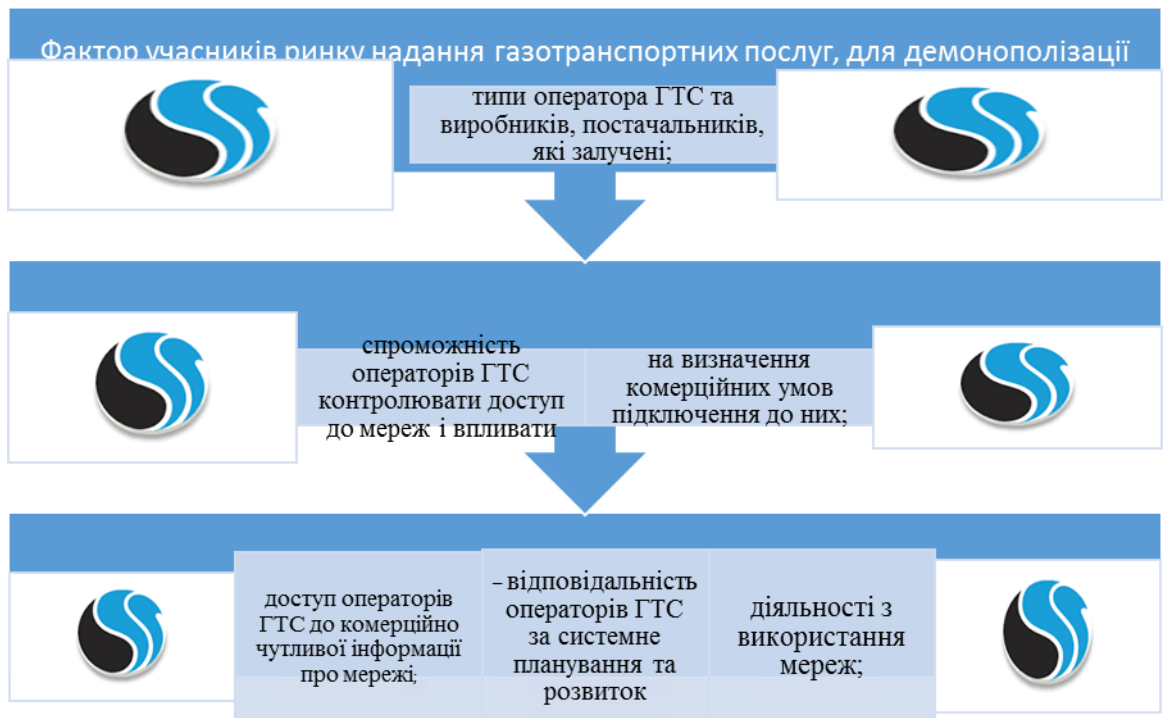 Фактор учасників ринку надання газотранспортних послуг, для демонополізації
типи оператора ГТС та
виробників, постачальників,
які залучені;
спроможність
операторів ГТС
контролювати доступ
до мереж і впливати
на визначення
комерційних умов
підключення до них;
доступ операторів
ГТС до комерційно
чутливої інформації
про мережі;
– відповідальність
операторів ГТС
за системне
планування та
розвиток
діяльності з
використання
мереж;